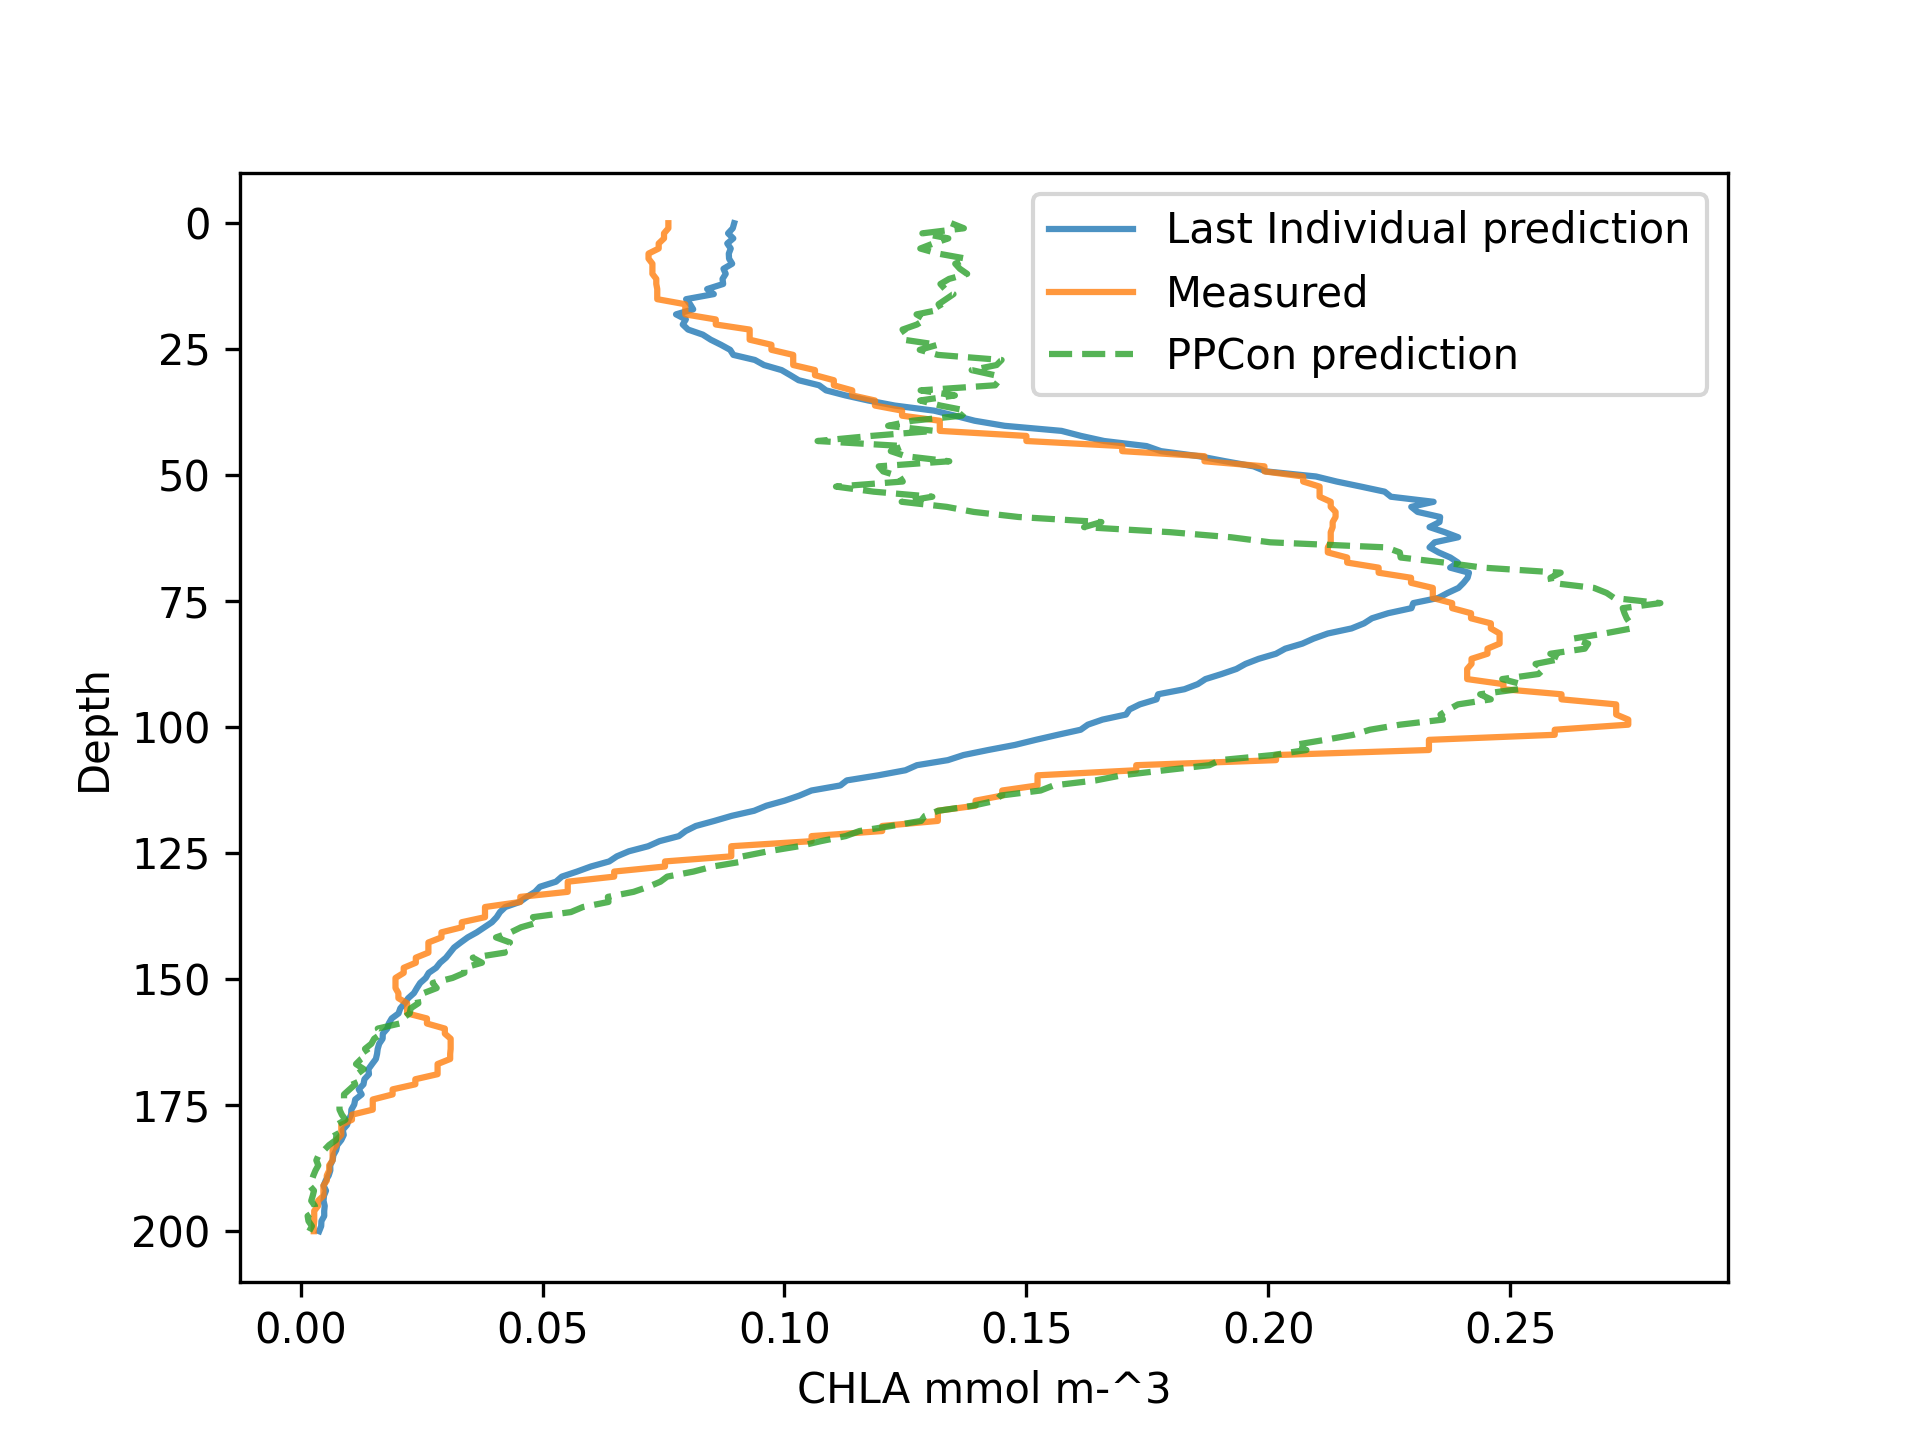 Last Individual prediction
Measured
PPCon prediction
0
25
50
75
100
125
150
175
200
Depth
0.00 0.05 0.10 0.15 0.20 0.25
CHLA mmol m-^3